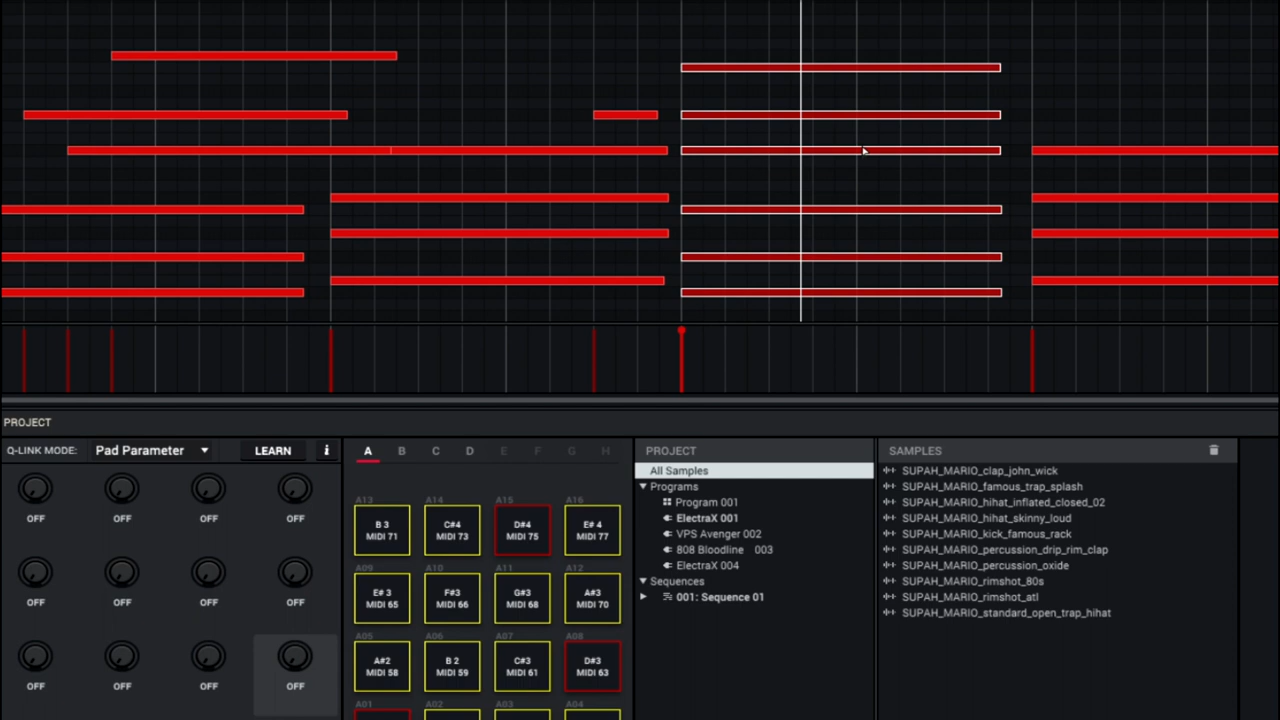 PROJECT
Q-LINK MODE: Pad Parameter LEARN i
OFF OFF OFF OFF
OFF OFF OFF OFF
OFF OFF OFF OFF
A B C D E F G H
A13 A14 A15 A16
B 3 C#4 D#4 E# 4
MIDI 71 MIDI 73 MIDI 75 MIDI 77
A09 A10 A11 A12
E# 3 F#3 G#3 A#3
MIDI 65 MIDI 66 MIDI 68 MIDI 70
A05 A06 A07 A08
A#2 B 2 C#3 D#3
MIDI 58 MIDI 59 MIDI 61 MIDI 63
A01 A02 A03 A04
PROJECT
All Samples
Programs
Program 001
ElectraX 001
VPS Avenger 002
808 Bloodline 003
ElectraX 004
Sequences
001: Sequence 01
SAMPLES
SUPAH_MARIO_clap_john_wick
SUPAH_MARIO_famous_trap_splash
SUPAH_MARIO_hihat_inflated_closed_02
SUPAH_MARIO_hihat_skinny_loud
SUPAH_MARIO_kick_famous_rack
SUPAH_MARIO_percussion_drip_rim_clap
SUPAH_MARIO_percussion_oxide
SUPAH_MARIO_rimshot_80s
SUPAH_MARIO_rimshot_atl
SUPAH_MARIO_standard_open_trap_hihat